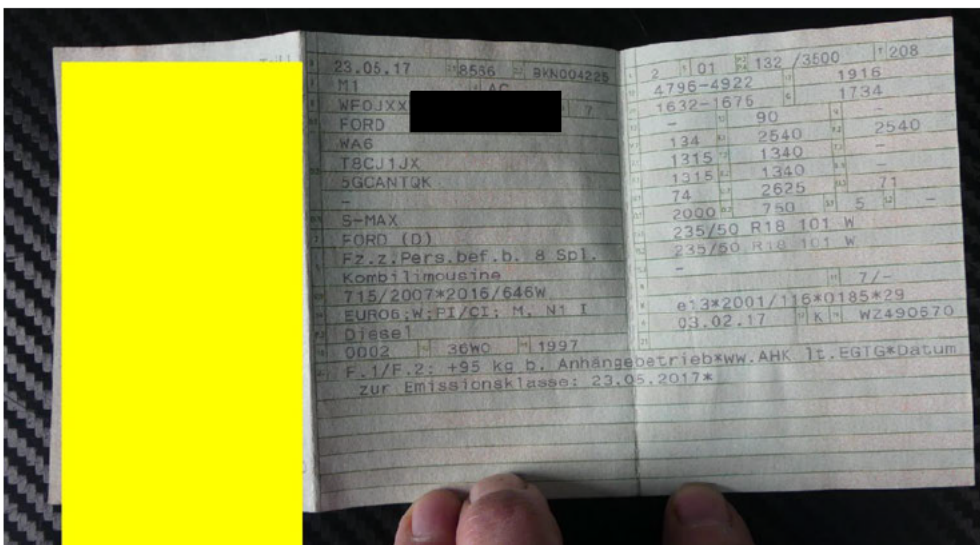 23.05.17 8566 BKN004225
M1 AC
WF0JXX 7
FORD
WA6
T8CJ1JX
5GCANTQK
-
S-MAX
FORD (D)
Fz.z.Pers.bef.b. 8 Spl.
Kombilimousine
715/2007*2016/646W
EURO6;W;PI/CI; M, N1 I
Diesel
0002 36W0 1997
F.1/F.2: +95 kg b. Anhängebetrieb*ww.AHK lt.EGTG*Datum
zur Emissionsklasse: 23.05.2017*
2 01 132 /3500 208
4796-4922 1916
1632-1676 1734
- 90 -
134 2540 2540
1315 1340 -
1315 1340 -
74 2625 71
2000 750 5 -
235/50 R18 101 W
235/50 R18 101 W
-
7/-
e13*2001/116*0185*29
03.02.17 K WZ490670